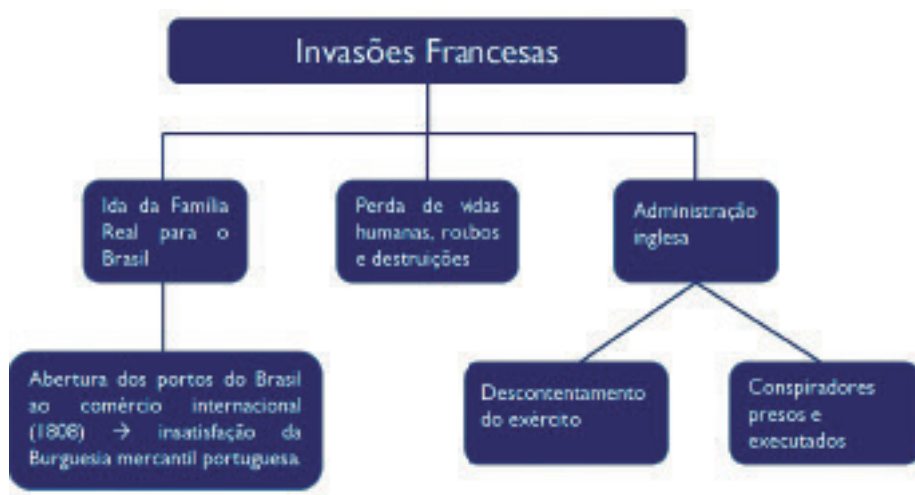 Invasões Francesas
Ida da Família
Real para o
Brasil
Perda de vidas
humanas, roubos
e destruições
Administração
inglesa
Abertura dos portos do Brasil
ao comércio internacional
(1808) → insatisfação da
Burguesia mercantil portuguesa.
Descontentamento
do exército
Conspiradores
presos e
executados